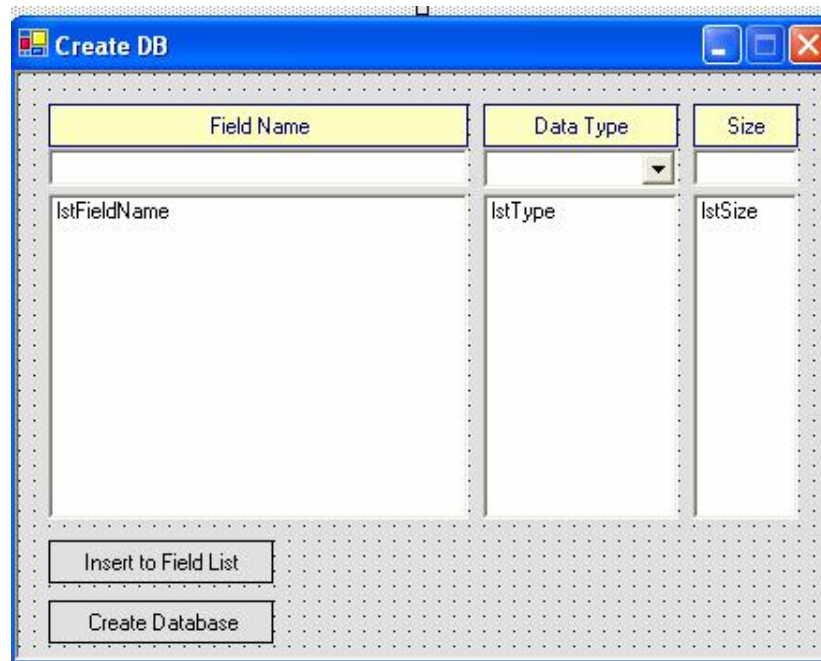 Create DB
Field Name Data Type Size
lstFieldName lstType lstSize
Insert to Field List
Create Database